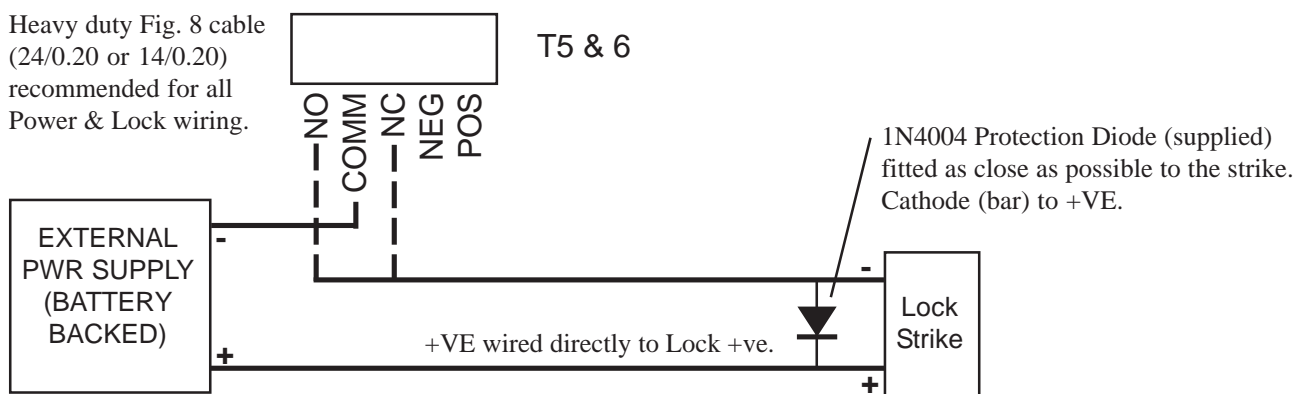 Heavy duty Fig. 8 cable
(24/0.20 or 14/0.20)
recommended for all
Power & Lock wiring.
T5 & 6
NO
COMM
NC
NEG
POS
1N4004 Protection Diode (supplied)
fitted as close as possible to the strike.
Cathode (bar) to +VE.
EXTERNAL
PWR SUPPLY
(BATTERY
BACKED)
-
+
+VE wired directly to Lock +ve.
-
+
Lock
Strike